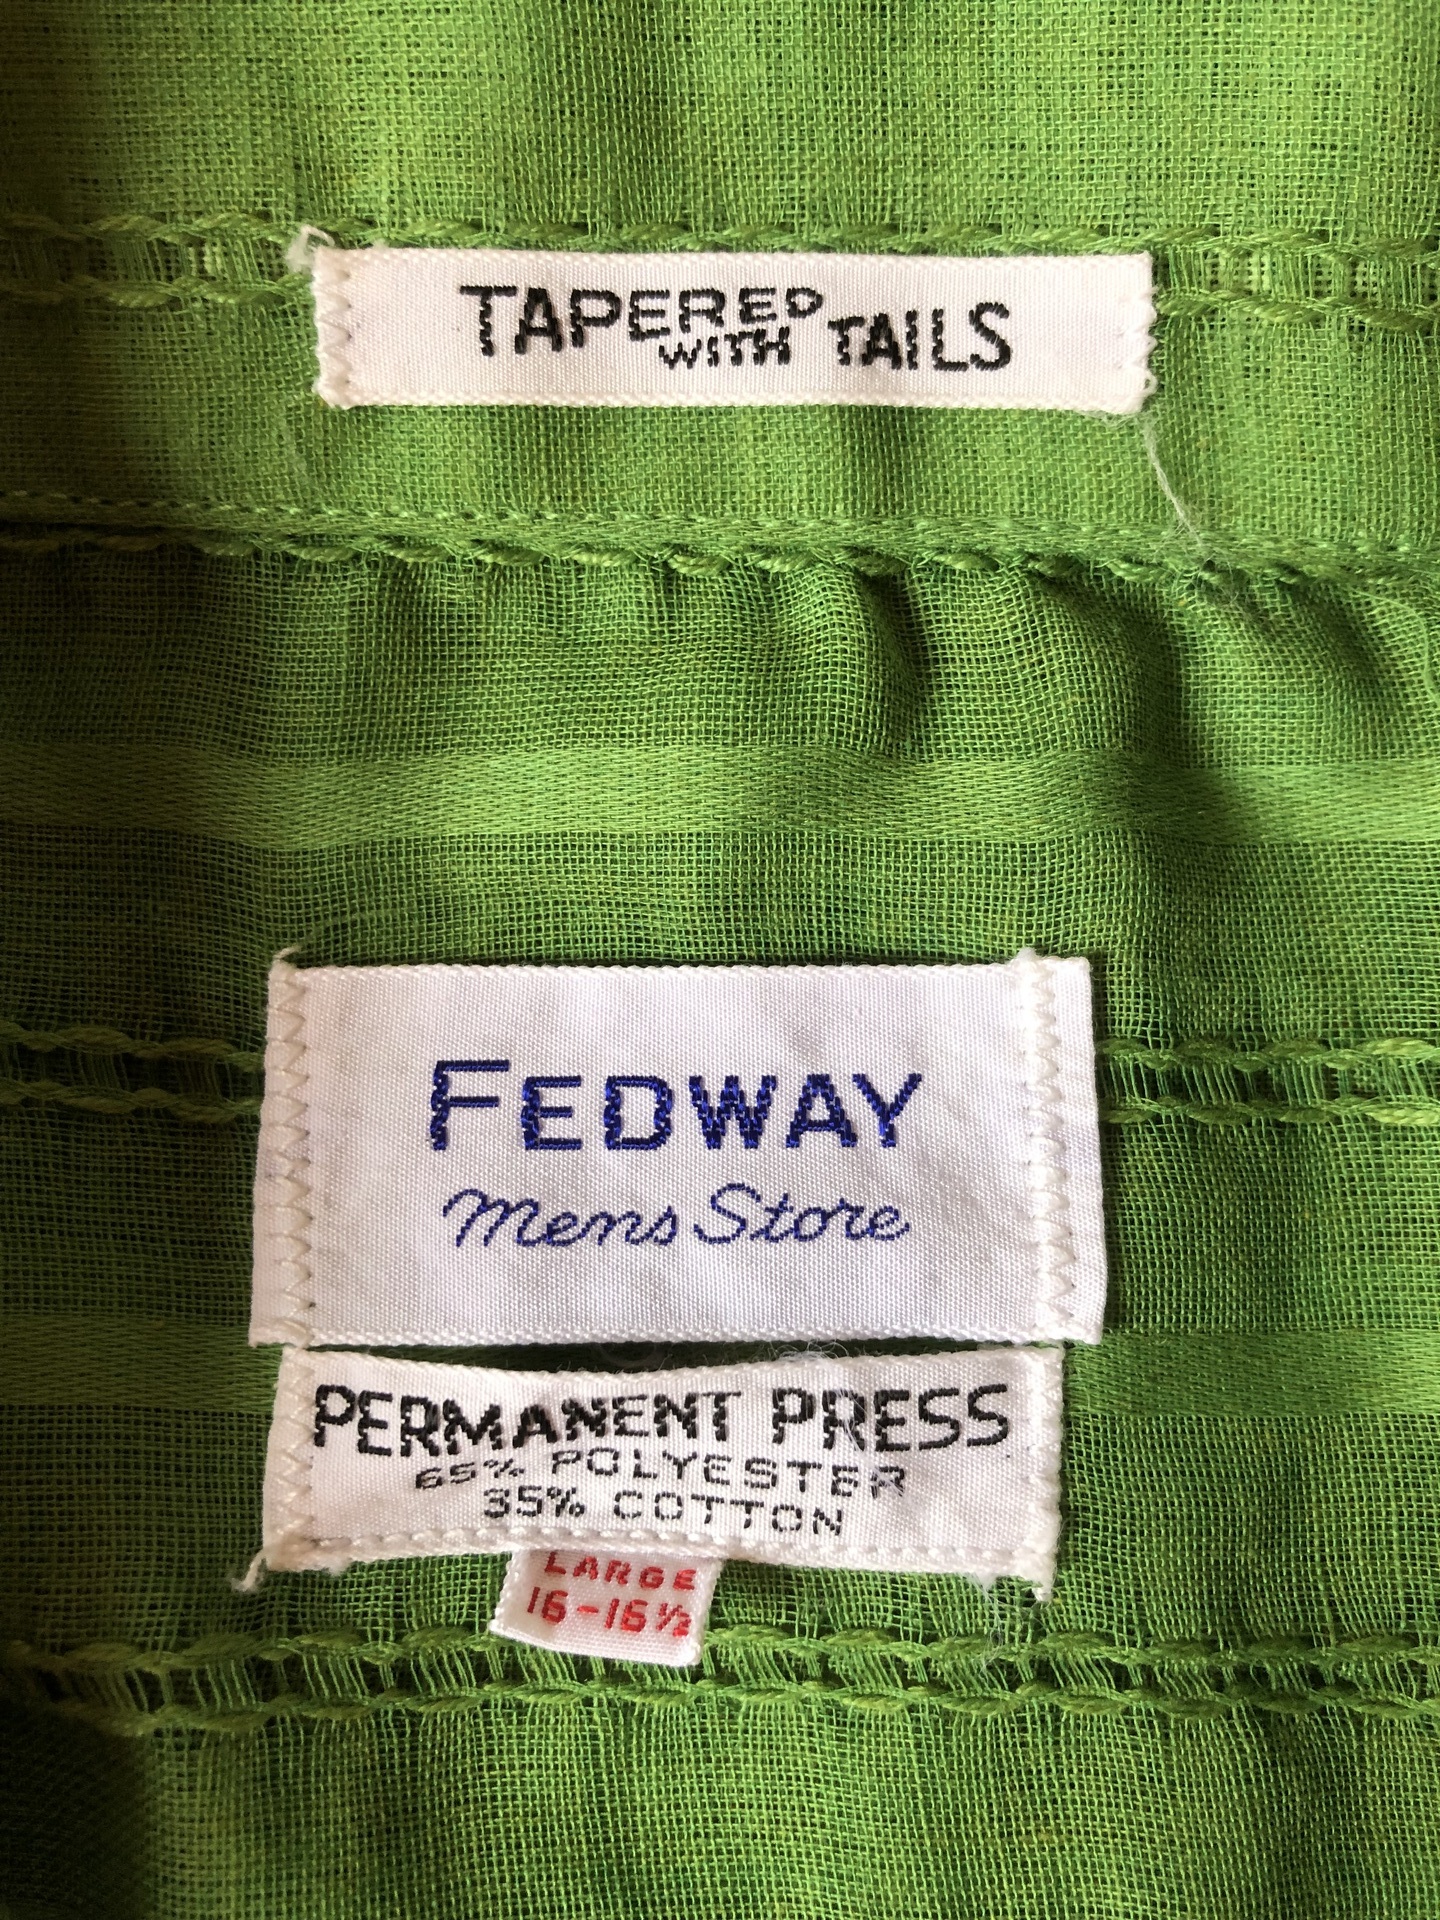 TAPERED
WITH TAILS
FEDWAY
Mens Store
PERMANENT PRESS
65% POLYESTER
35% COTTON
LARGE
16-16½